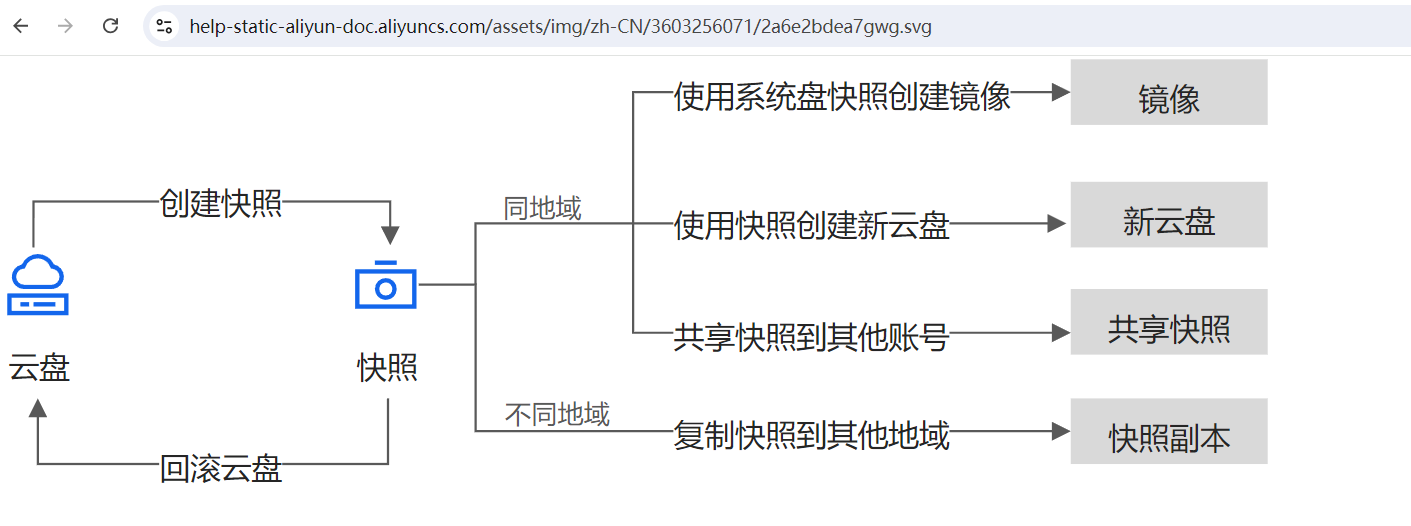 help-static-aliyun-doc.aliyuncs.com/assets/img/zh-CN/3603256071/2a6e2bdea7gwg.svg
使用系统盘快照创建镜像
镜像
创建快照
同地域
使用快照创建新云盘
新云盘
共享快照到其他账号
共享快照
云盘
快照
不同地域
复制快照到其他地域
快照副本
回滚云盘